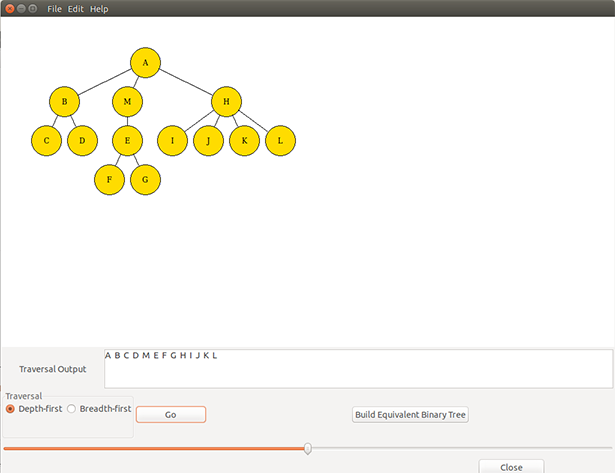 File Edit Help
A
B M H
C D E I J K L
F G
Traversal Output
A B C D M E F G H I J K L
Traversal
Depth-first Breadth-first Go Build Equivalent Binary Tree
Close